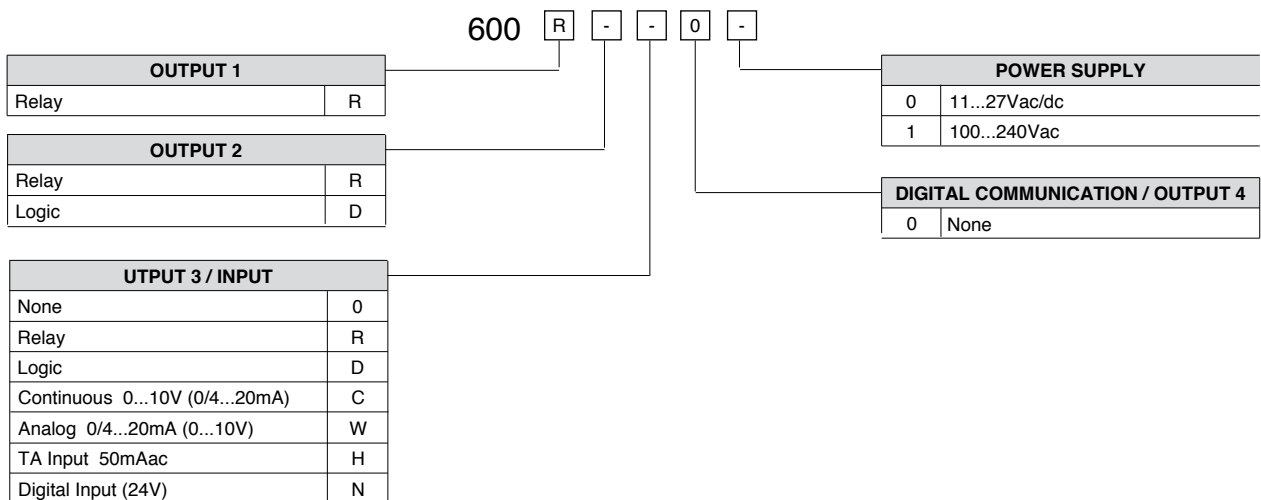 600 R - - 0 -
OUTPUT 1
Relay R
OUTPUT 2
Relay R
Logic D
UTPUT 3 / INPUT
None 0
Relay R
Logic D
Continuous 0...10V (0/4...20mA) C
Analog 0/4...20mA (0...10V) W
TA Input 50mAac H
Digital Input (24V) N
POWER SUPPLY
0 11...27Vac/dc
1 100...240Vac
DIGITAL COMMUNICATION / OUTPUT 4
0 None